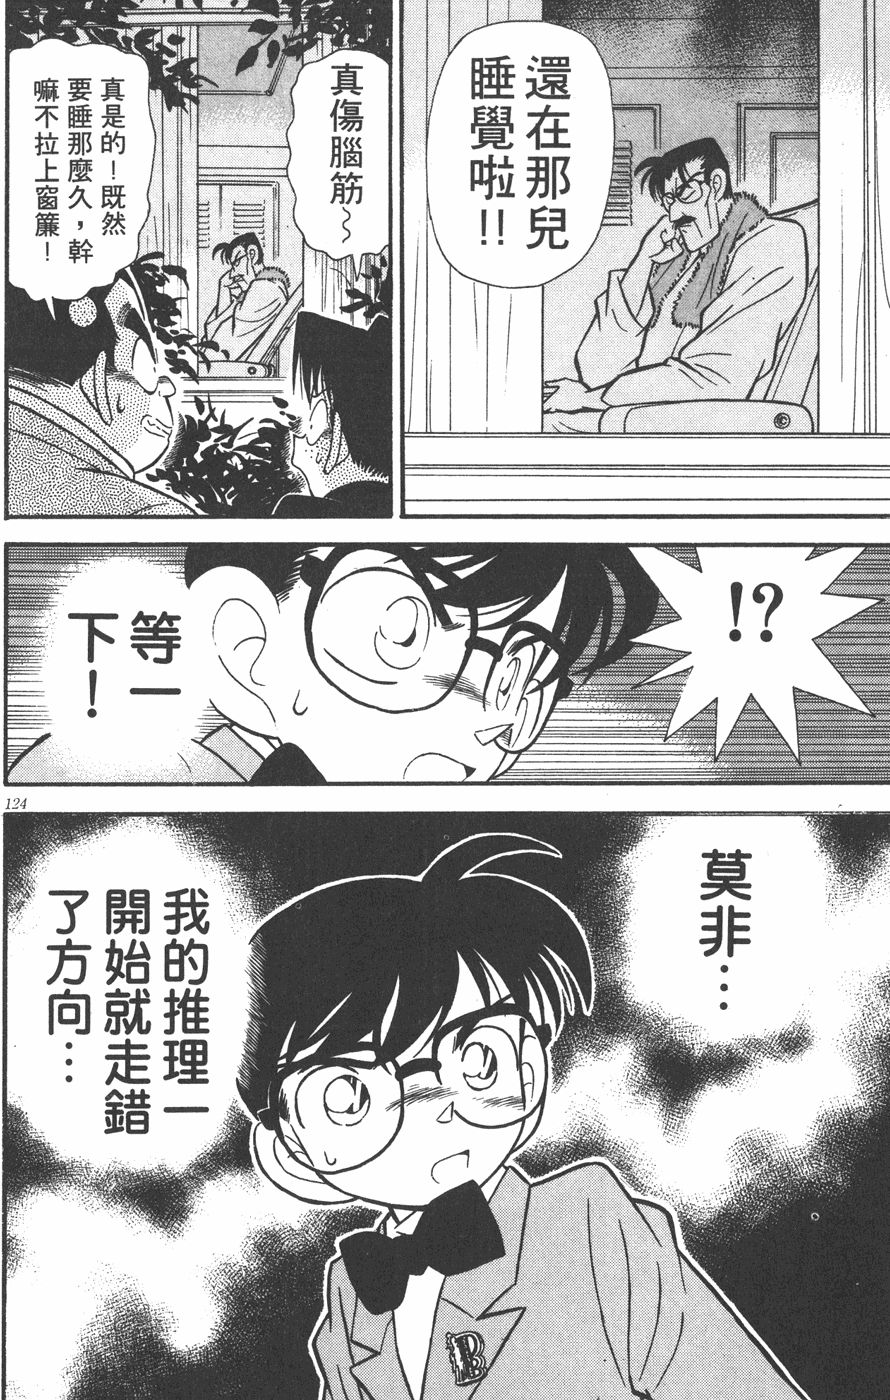 還在那兒
睡覺啦!!
真傷腦筋～
真是的！既然
要睡那麼久，幹
嘛不拉上窗簾！
!?
等一
下！
124
莫非…
我的推理一
開始就走錯
了方向…
B